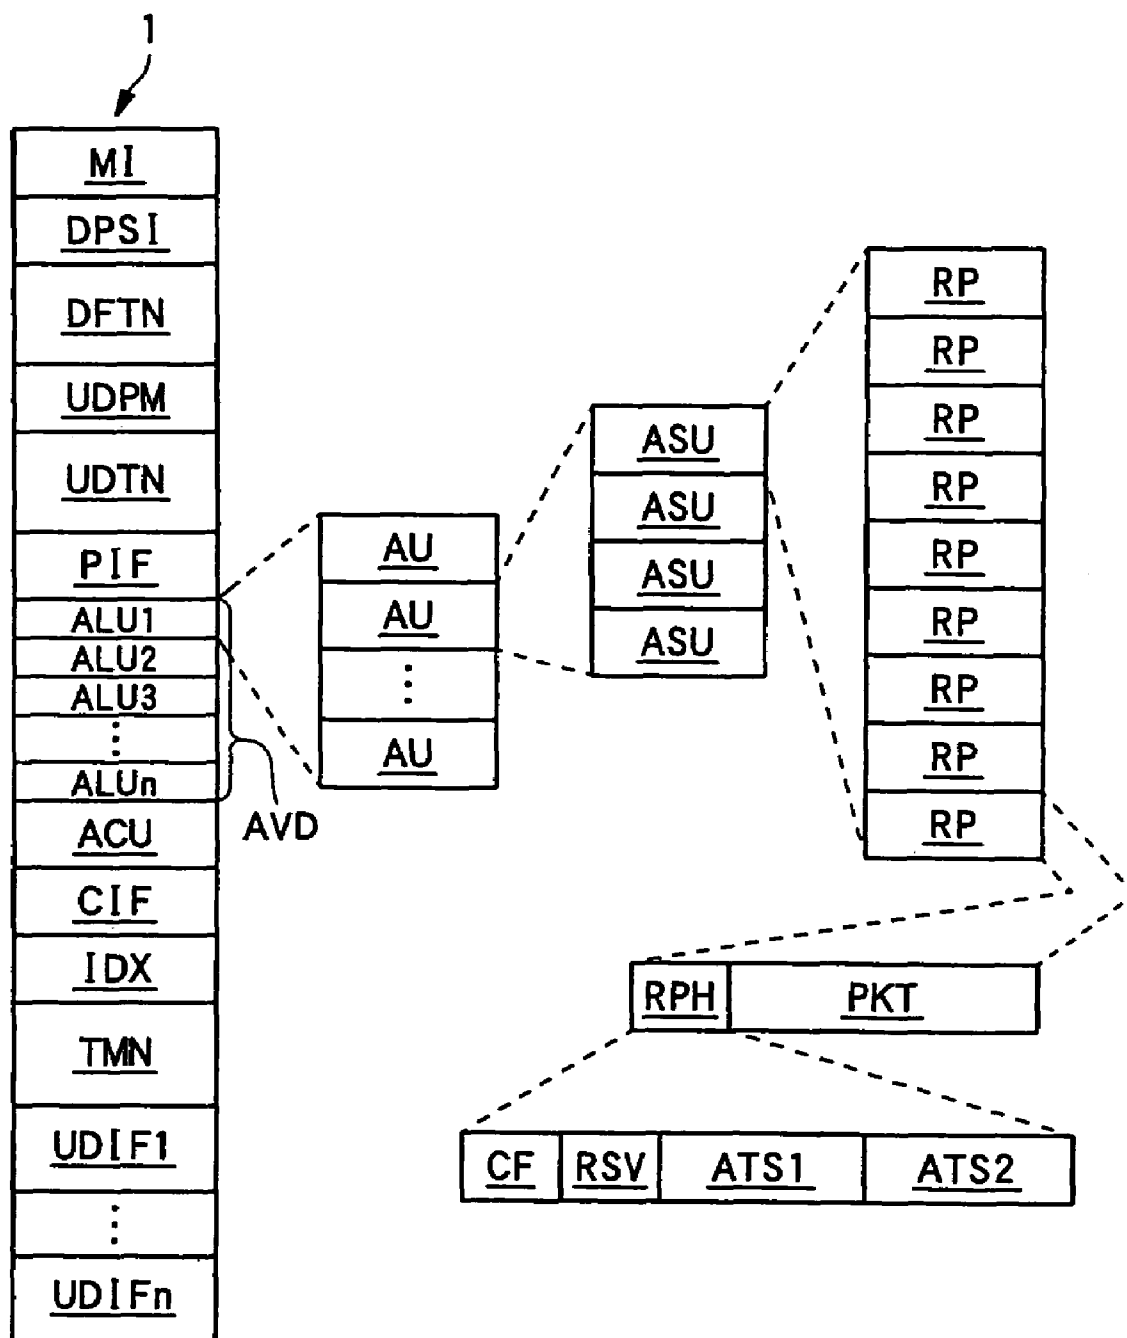 1
MI
DPSI
DFTN
UDPM
UDTN
PIF
ALU1
ALU2
ALU3
⋮
ALUn
AVD
ACU
CIF
IDX
TMN
UDIF1
⋮
UDIFn
AU
AU
⋮
AU
ASU
ASU
ASU
ASU
RP
RP
RP
RP
RP
RP
RP
RP
RP
RPH PKT
CF RSV ATS1 ATS2